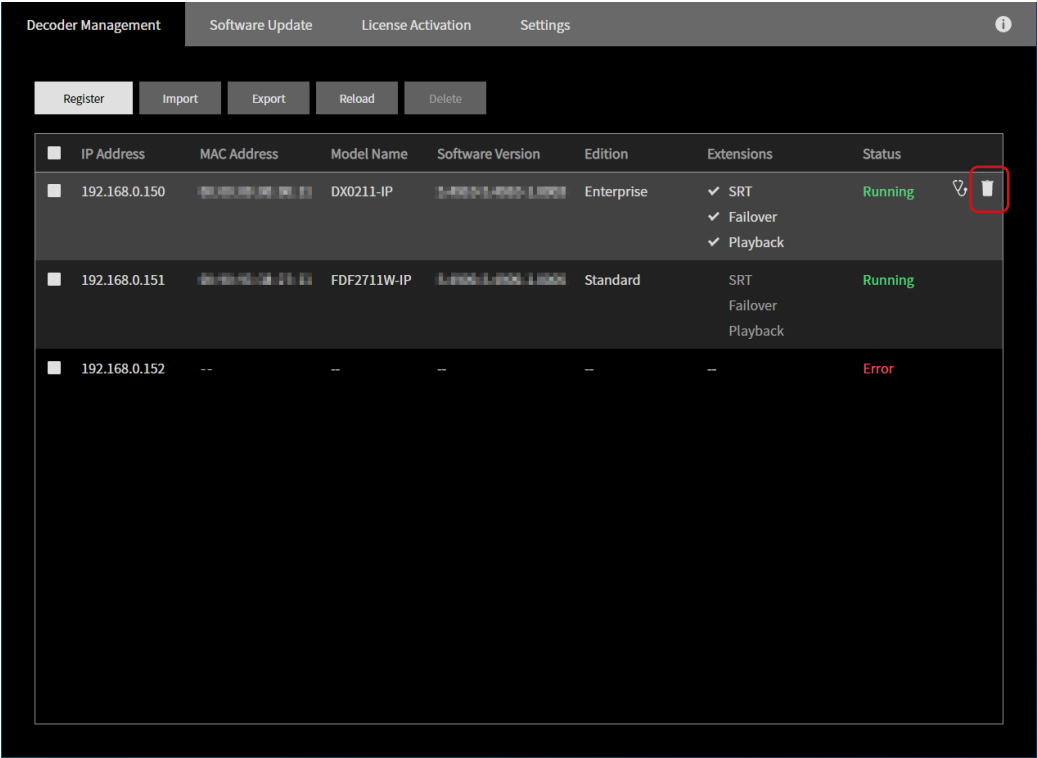 Decoder Management Software Update License Activation Settings
Register Import Export Reload Delete
IP Address MAC Address Model Name Software Version Edition Extensions Status
192.168.0.150 DX0211-IP Enterprise SRT Running
Failover
Playback
192.168.0.151 FDF2711W-IP Standard SRT Running
Failover
Playback
192.168.0.152 -- -- -- -- -- Error